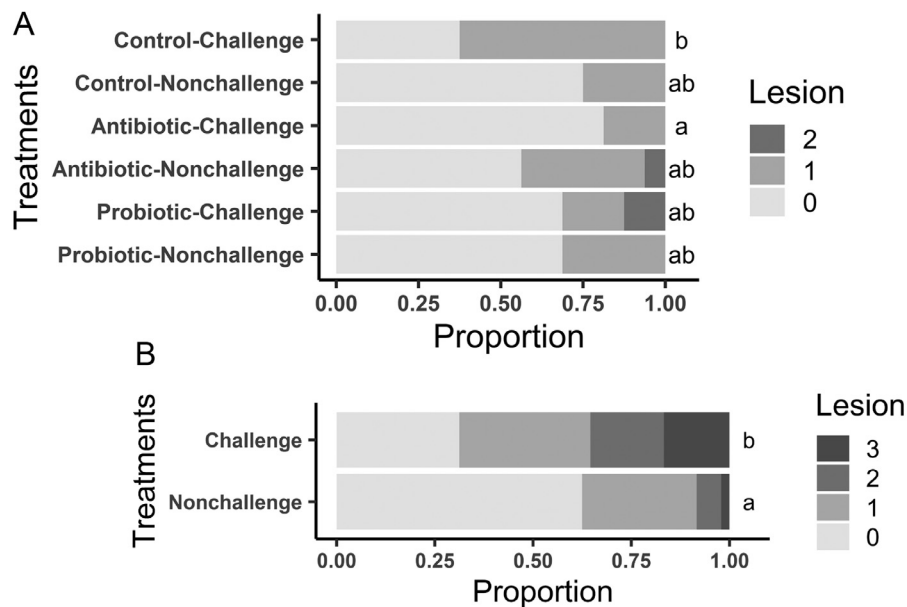 A
Treatments
Control-Challenge b
Control-Nonchallenge ab
Antibiotic-Challenge a
Antibiotic-Nonchallenge ab
Probiotic-Challenge ab
Probiotic-Nonchallenge ab
0.00 0.25 0.50 0.75 1.00
Proportion
Lesion
2
1
0
B
Treatments
Challenge b
Nonchallenge a
0.00 0.25 0.50 0.75 1.00
Proportion
Lesion
3
2
1
0